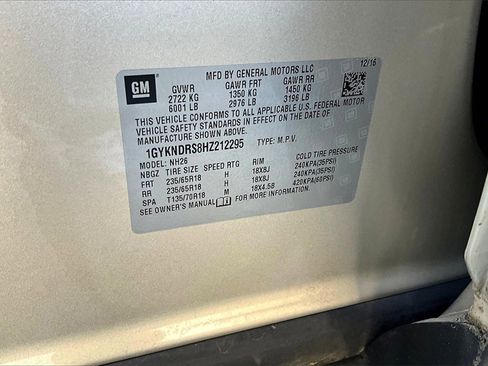 GM
MFD BY GENERAL MOTORS LLC 12/16
GVWR GAWR FRT GAWR RR
2722 KG 1350 KG 1450 KG
6001 LB 2976 LB 3196 LB
THIS VEHICLE CONFORMS TO ALL APPLICABLE U.S. FEDERAL MOTOR
VEHICLE SAFETY STANDARDS IN EFFECT ON THE DATE OF
MANUFACTURE SHOWN ABOVE.
1GYKNDRS8HZ212295 TYPE: M.P.V.
MODEL: NH26
NBGZ TIRE SIZE SPEED RTG RIM COLD TIRE PRESSURE
FRT 235/65R18 H 18X8J 240KPA(35PSI)
RR 235/65R18 H 18X8J 240KPA(35PSI)
SPA T135/70R18 M 18X4.5B 420KPA(60PSI)
SEE OWNER'S MANUAL FOR MORE INFORMATION.